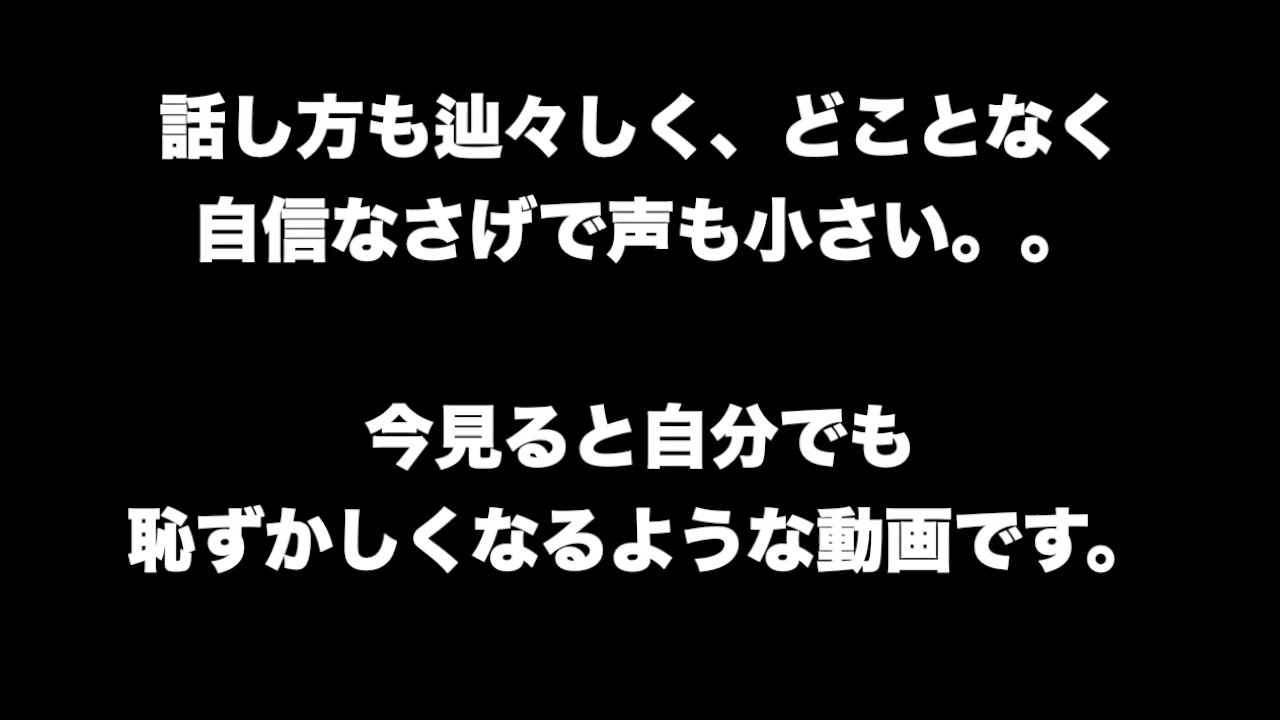 話し方も辿々しく、どことなく
自信なさげで声も小さい。。
今見ると自分でも
恥ずかしくなるような動画です。